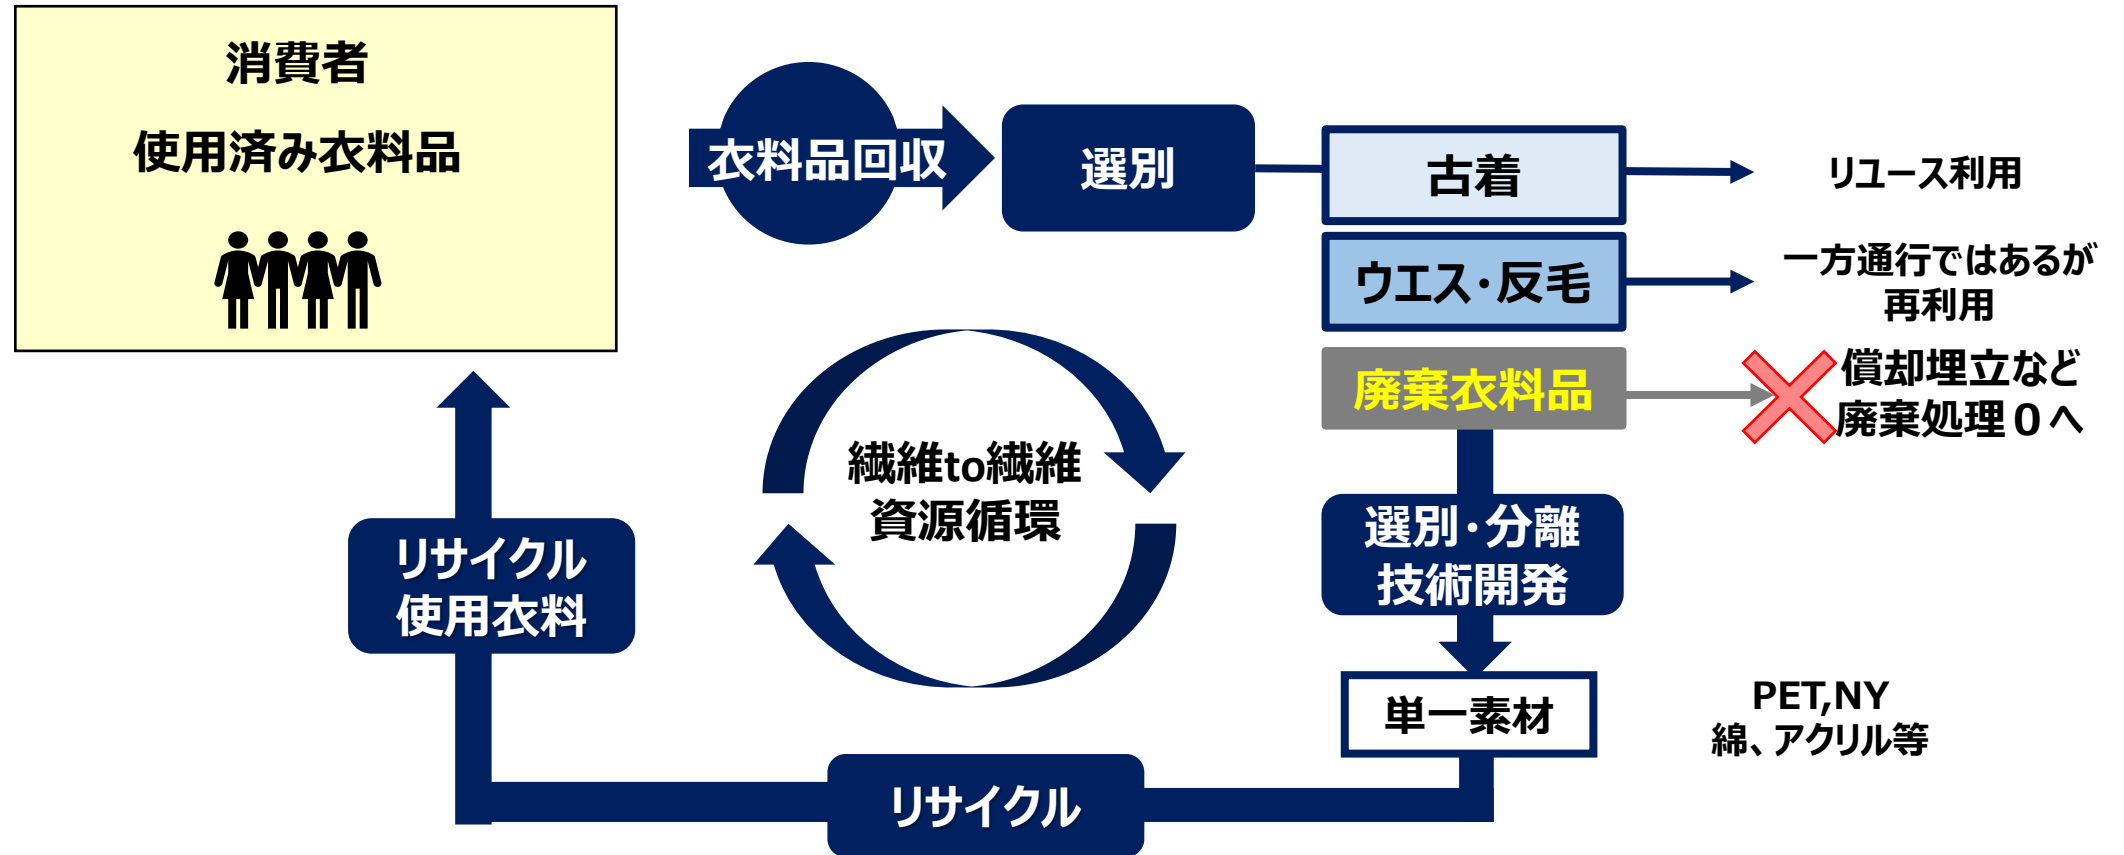 消費者
使用済み衣料品
衣料品回収
選別
古着
リユース利用
ウエス・反毛
一方通行ではあるが
再利用
廃棄衣料品
償却埋立など
廃棄処理０へ
繊維to繊維
資源循環
選別・分離
技術開発
リサイクル
使用衣料
単一素材
PET,NY
綿、アクリル等
リサイクル